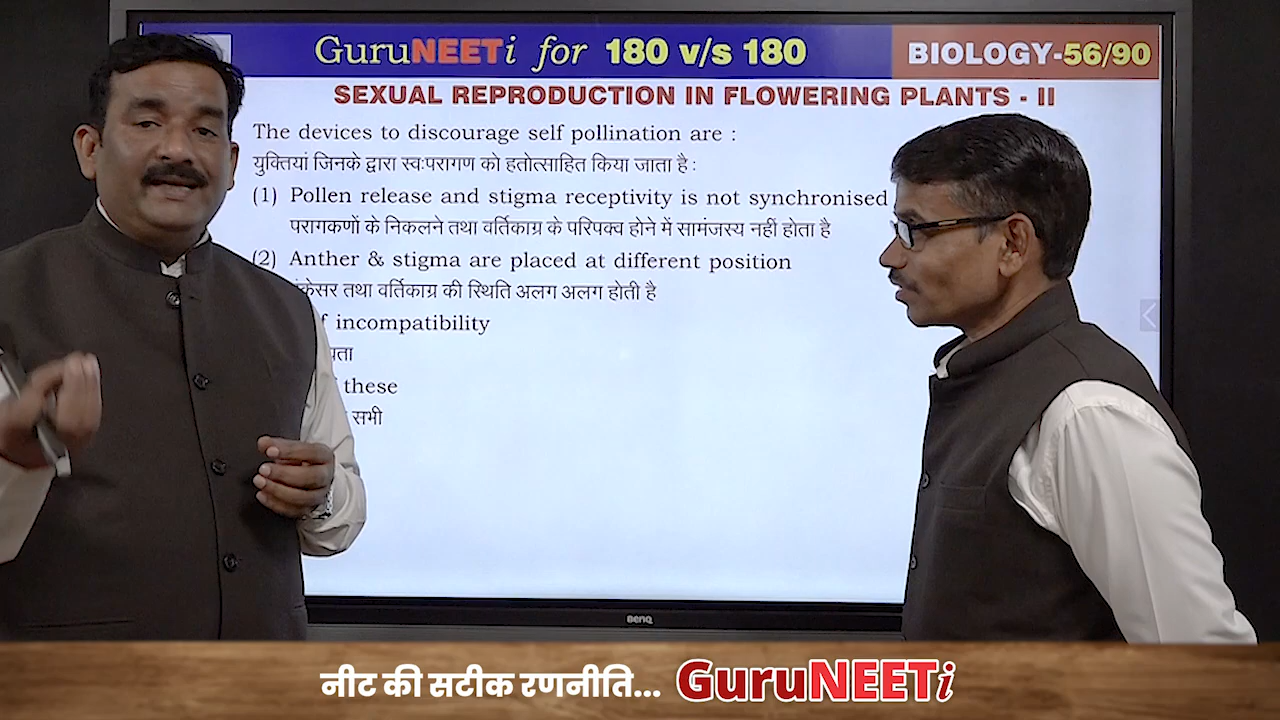 GuruNEETi for 180 v/s 180
BIOLOGY-56/90
SEXUAL REPRODUCTION IN FLOWERING PLANTS - II
The devices to discourage self pollination are :
युक्तियां जिनके द्वारा स्व:परागण को हतोत्साहित किया जाता है :
(1) Pollen release and stigma receptivity is not synchronised
परागकणों के निकलने तथा वर्तिकाग्र के परिपक्व होने में सामंजस्य नहीं होता है
(2) Anther & stigma are placed at different position
तथा वर्तिकाग्र की स्थिति अलग अलग होती है
incompatibility
these
सभी
BenQ
नीट की सटीक रणनीति... GuruNEETi